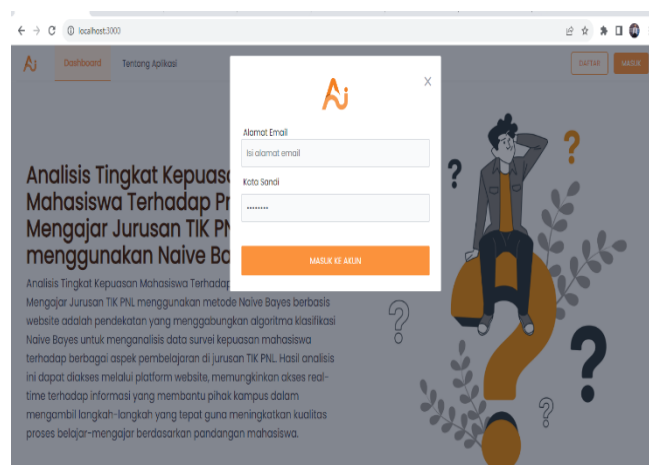 localhost:3000
Ai
Dashboard
Tentang Aplikasi
DAFTAR
MASUK
Ai
X
Alamat Email
Isi alamat email
Kata Sandi
........
MASUK KE AKUN
Analisis Tingkat Kepuasa
Mahasiswa Terhadap Pr
Mengajar Jurusan TIK PN
menggunakan Naive Ba
Analisis Tingkat Kepuasan Mahasiswa Terhadap
Mengajar Jurusan TIK PNL menggunakan metode Naive Bayes berbasis
website adalah pendekatan yang menggabungkan algoritma klasifikasi
Naive Bayes untuk menganalisis data survei kepuasan mahasiswa
terhadap berbagai aspek pembelajaran di jurusan TIK PNL. Hasil analisis
ini dapat diakses melalui platform website, memungkinkan akses real-
time terhadap informasi yang membantu pihak kampus dalam
mengambil langkah-langkah yang tepat guna meningkatkan kualitas
proses belajar-mengajar berdasarkan pandangan mahasiswa.
? ? ? ? ?